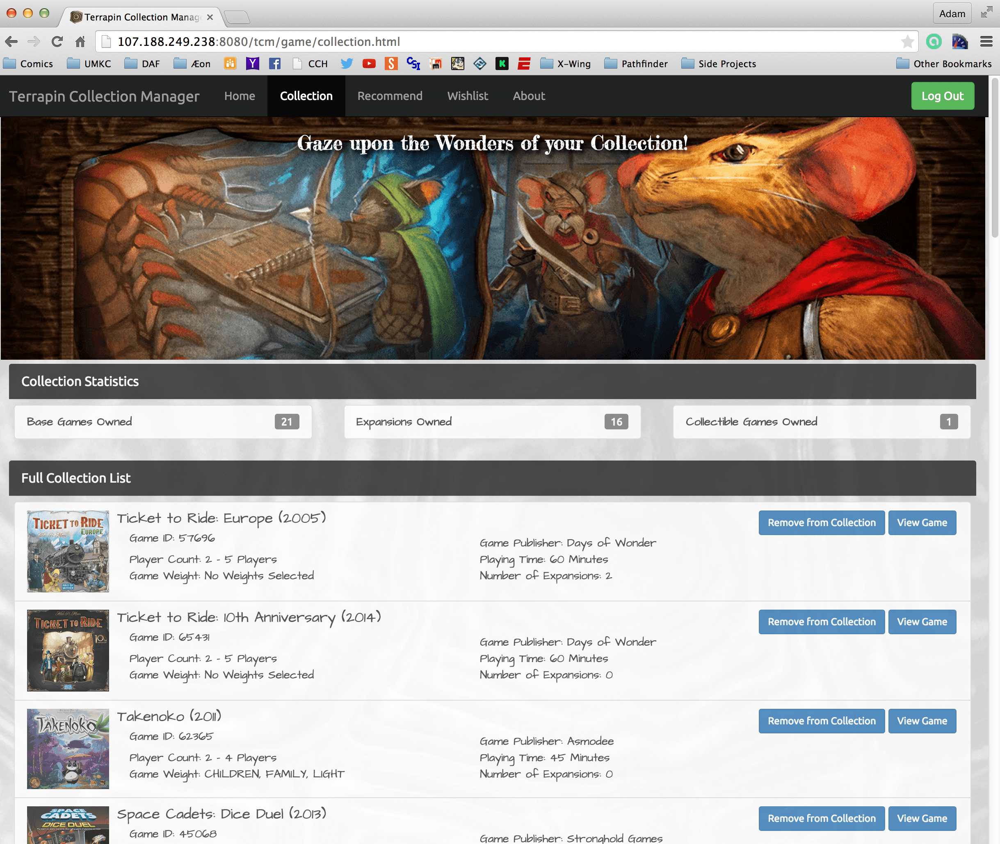 Terrapin Collection Manag
Adam
107.188.249.238:8080/tcm/game/collection.html
Comics UMKC DAF Æon CCH X-Wing Pathfinder Side Projects Other Bookmarks
Terrapin Collection Manager Home Collection Recommend Wishlist About Log Out
Gaze upon the Wonders of your Collection!
Collection Statistics
Base Games Owned 21 Expansions Owned 16 Collectible Games Owned 1
Full Collection List
TICKET TO RIDE
EUROPE
Alan R. Moon
DAYS OF WONDER
Ticket to Ride: Europe (2005)
Remove from Collection View Game
Game ID: 57696
Game Publisher: Days of Wonder
Player Count: 2 - 5 Players
Playing Time: 60 Minutes
Game Weight: No Weights Selected
Number of Expansions: 2
Alan R. Moon
TICKET TO RIDE
10TH
Ticket to Ride: 10th Anniversary (2014)
Remove from Collection View Game
Game ID: 65431
Game Publisher: Days of Wonder
Player Count: 2 - 5 Players
Playing Time: 60 Minutes
Game Weight: No Weights Selected
Number of Expansions: 0
TAKENOKO
Takenoko (2011)
Remove from Collection View Game
Game ID: 62365
Game Publisher: Asmodee
Player Count: 2 - 4 Players
Playing Time: 45 Minutes
Game Weight: CHILDREN, FAMILY, LIGHT
Number of Expansions: 0
SPACE
CADETS
DICE DUEL
Space Cadets: Dice Duel (2013)
Remove from Collection View Game
Game ID: 45068
Game Publisher: Stronghold Games